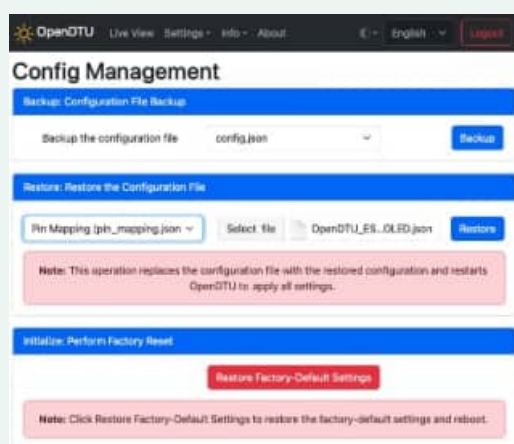 OpenDTU Live View Settings Info About English Logout
Config Management
Backup: Configuration File Backup
Backup the configuration file config.json Backup
Restore: Restore the Configuration File
Pin Mapping (pin_mapping.json Select file OpenDTU_ES...OLED.json Restore
Note: This operation replaces the configuration file with the restored configuration and restarts
OpenDTU to apply all settings.
Initialize: Perform Factory Reset
Restore Factory-Default Settings
Note: Click Restore Factory-Default Settings to restore the factory-default settings and reboot.